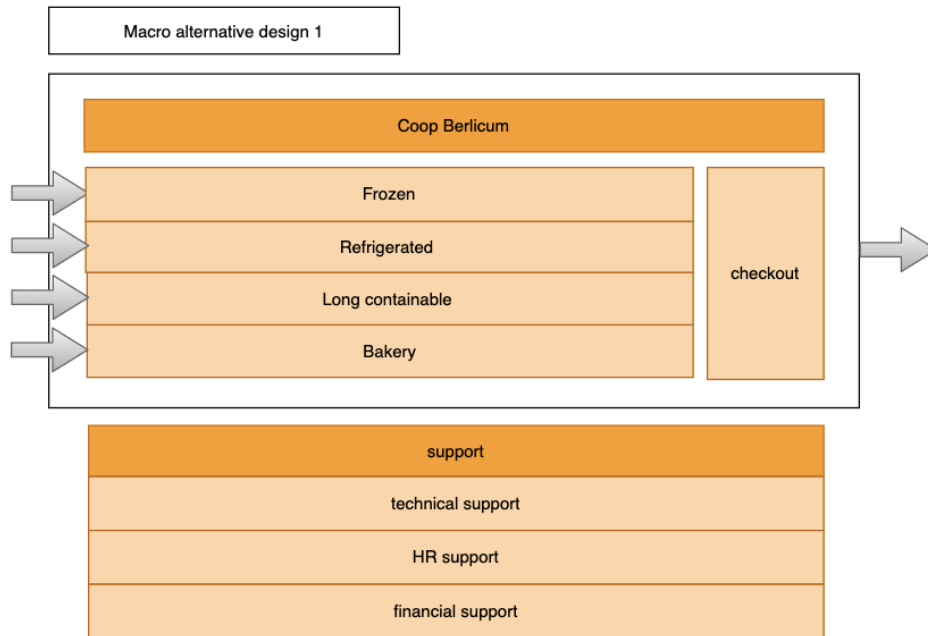 Macro alternative design 1
Coop Berlicum
Frozen
Refrigerated
Long containable
Bakery
checkout
support
technical support
HR support
financial support